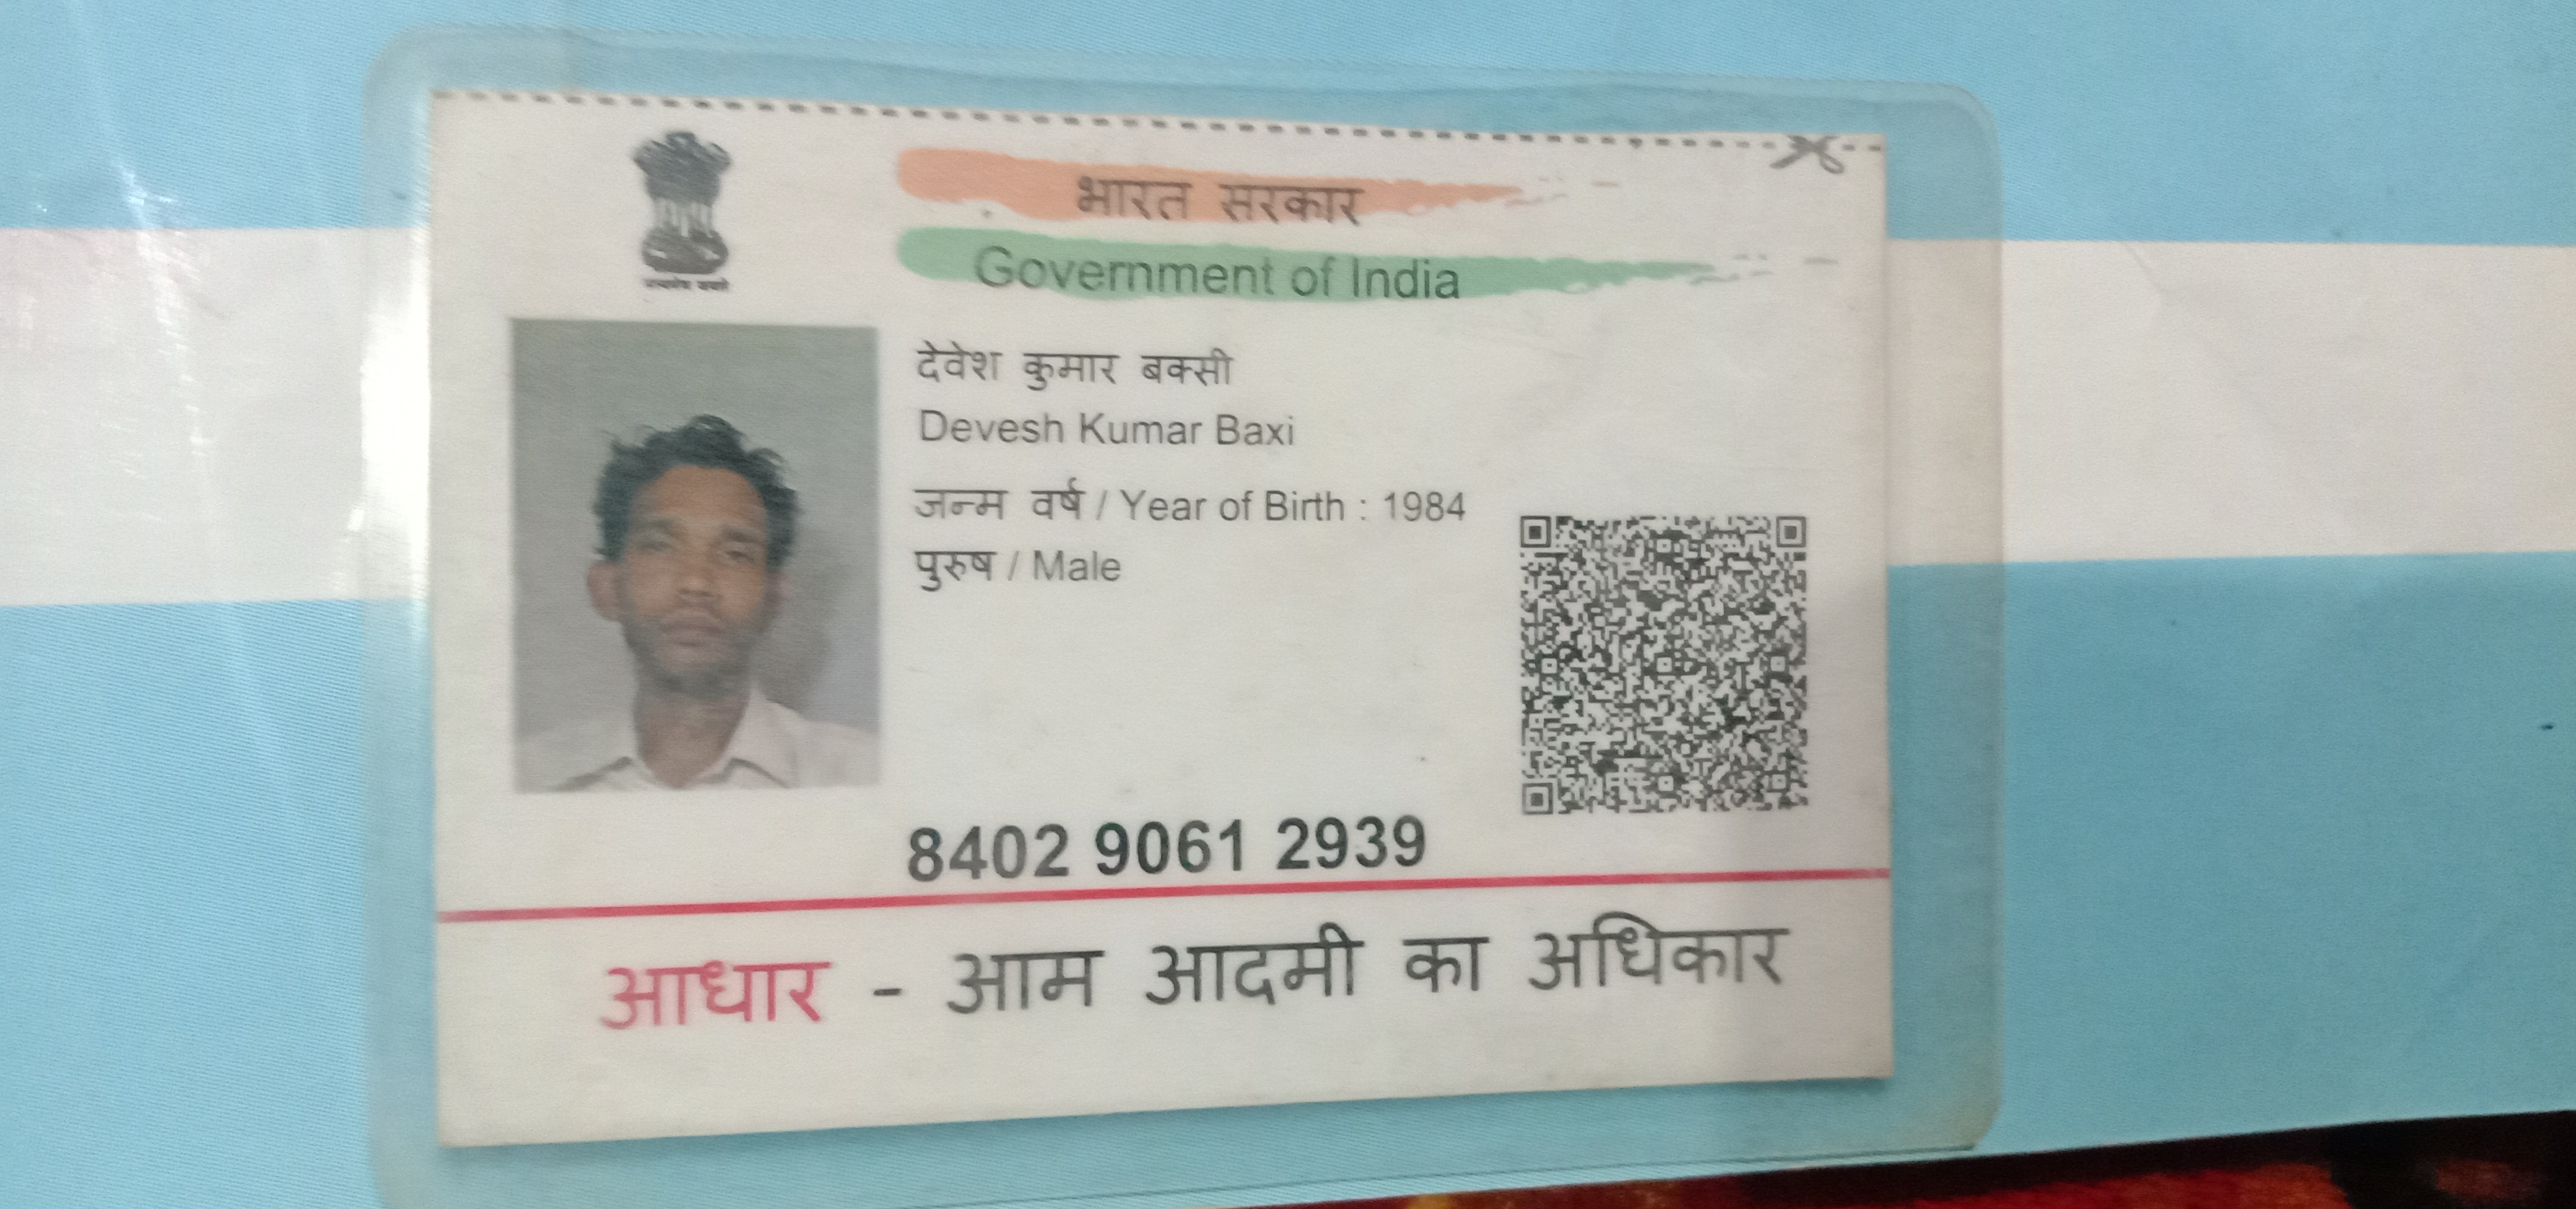 भारत सरकार
Government of India
देवेश कुमार बक्सी
Devesh Kumar Baxi
जन्म वर्ष / Year of Birth : 1984
पुरुष / Male
8402 9061 2939
आधार - आम आदमी का अधिकार